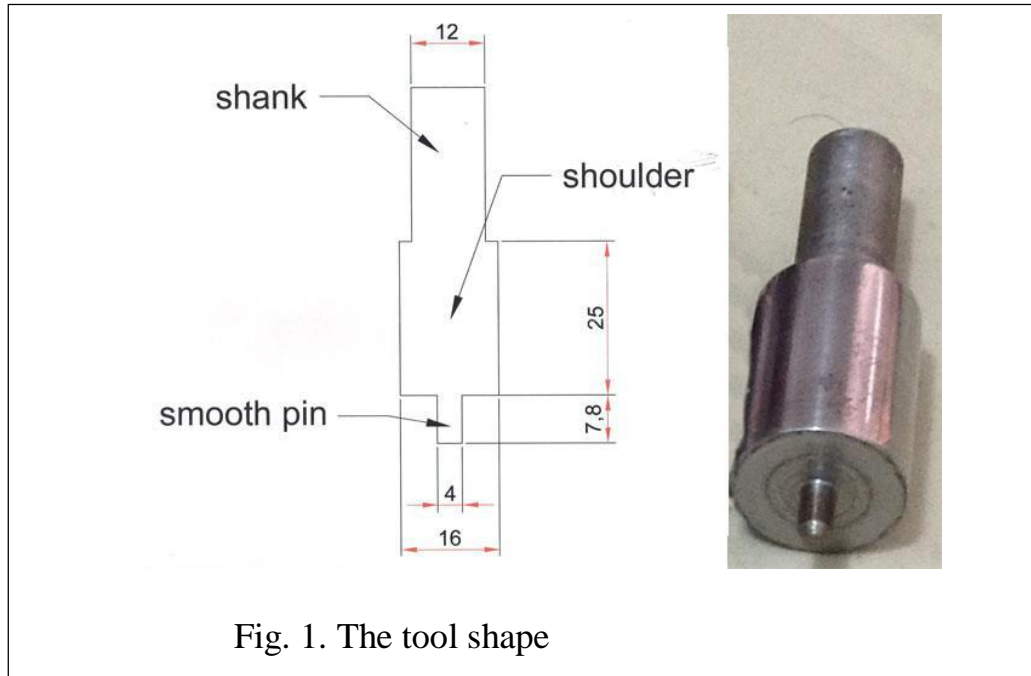 12
shank
shoulder
25
smooth pin
7,8
4
16
Fig. 1. The tool shape